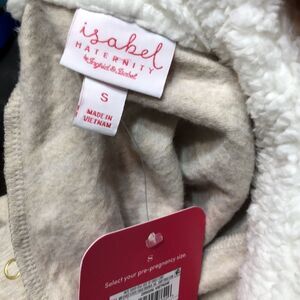 isabel
MATERNITY
by Ingrid & Isabel
S
MADE IN
VIETNAM
S
Select your pre-pregnancy size.